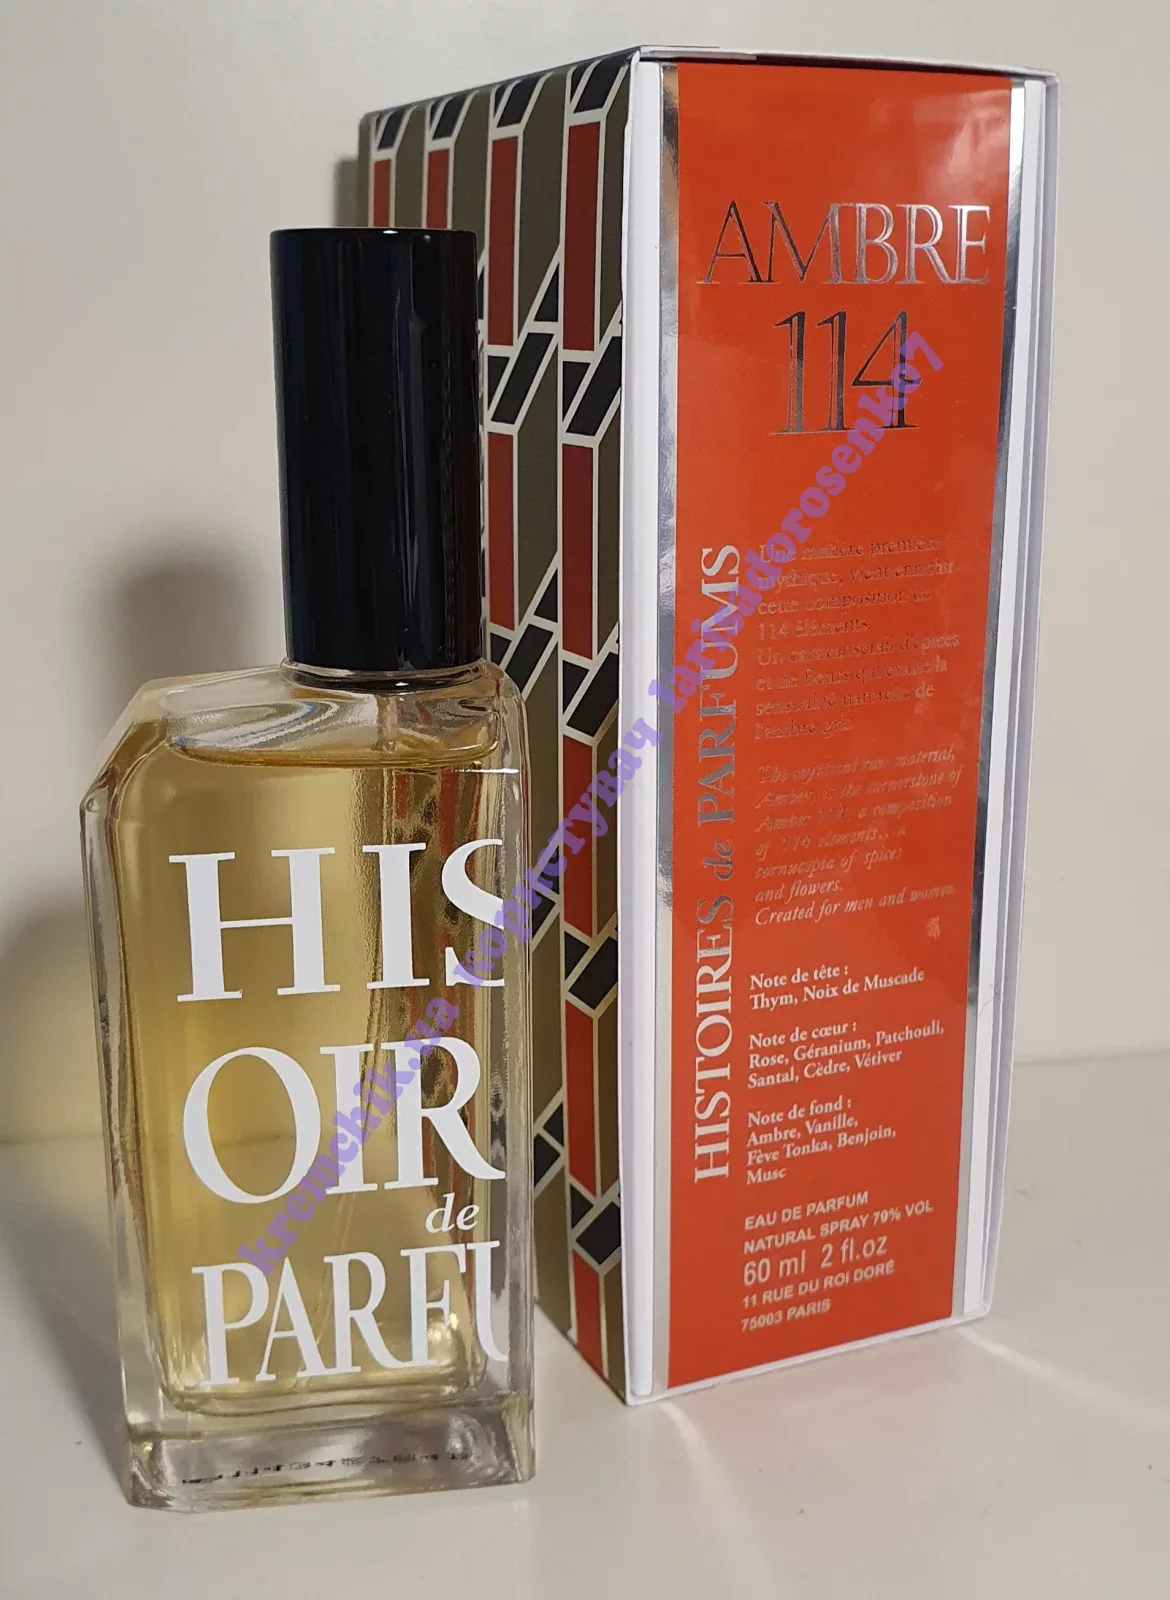 HIS
OIR
de
PARFU
AMBRE
114
HISTOIRES de PARFUMS
Une matière première
mythique, vient enrichir
cette composition de
114 éléments.
Un carnaval d'épices
et de fleurs qui exalte la
sensualité naturelle de
l'ambre gris.
The mythical raw material,
Amber, is the cornerstone of
Amber 114, a composition
of 114 elements...a
cornucopia of spices
and flowers.
Created for men and women
Note de tête :
Thym, Noix de Muscade
Note de cœur :
Rose, Géranium, Patchouli,
Santal, Cèdre, Vétiver
Note de fond :
Ambre, Vanille,
Fève Tonka, Benjoin,
Musc
EAU DE PARFUM
NATURAL SPRAY 79% VOL
60 ml 2 fl.oz
11 RUE DU ROI DORÉ
75003 PARIS
kremchik.ua користувач larisadorosenko7